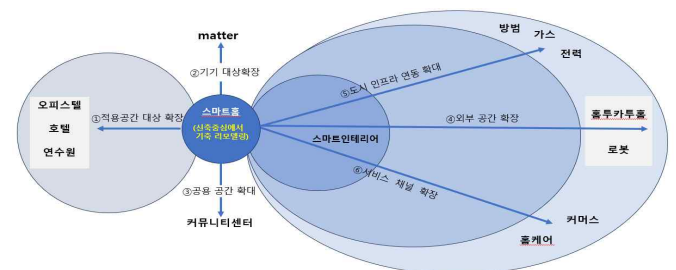 matter
방범
가스
전력
②기기 대상확장
⑤도시 인프라 연동 확대
오피스텔
호텔
연수원
①적용공간 대상 확장
스마트홈
(신축중심에서
기축 리모델링)
스마트인테리어
④외부 공간 확장
홈투카투홈
로봇
③공용 공간 확대
⑥서비스 채널 확장
커뮤니티센터
커머스
홈케어